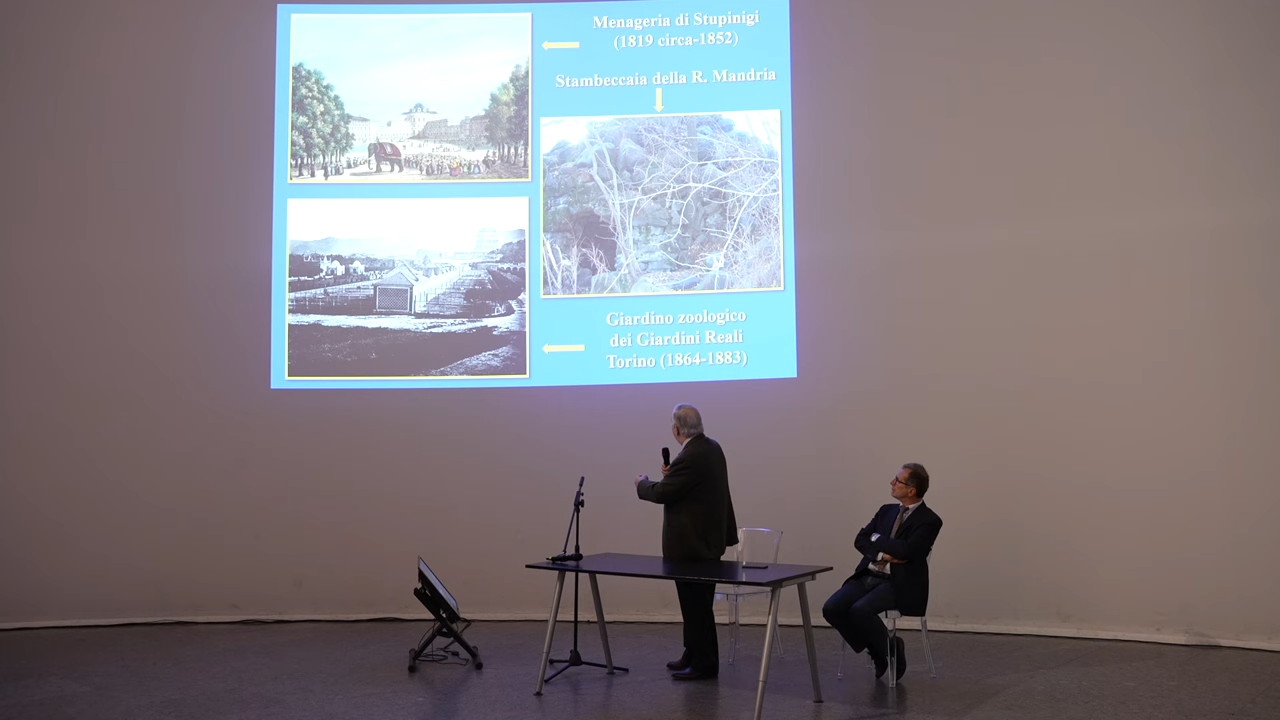 Menageria di Stupinigi
(1819 circa-1852)
Stambeccaia della R. Mandria
Giardino zoologico
dei Giardini Reali
Torino (1864-1883)